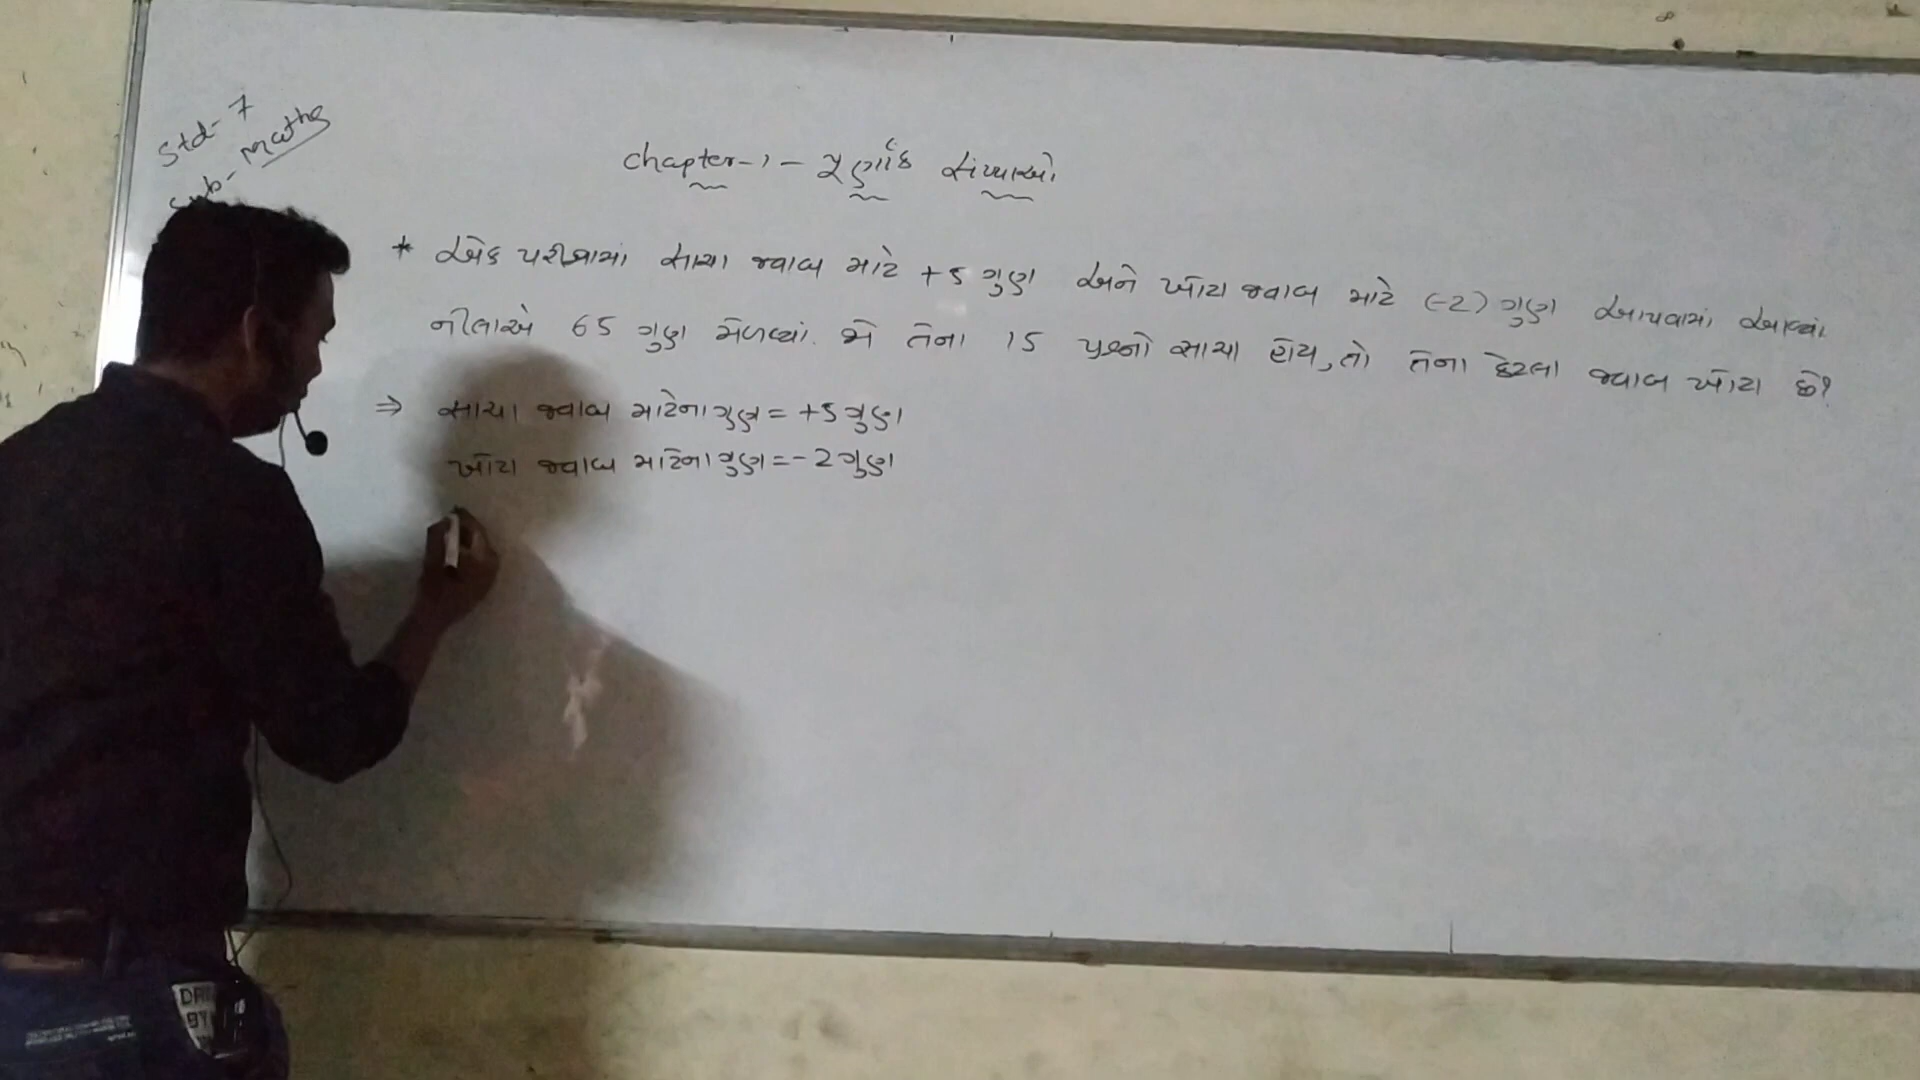 Std-7
Sub- Maths
Chapter-1 - પૂર્ણાંક સંખ્યાઓ
* એક પરીક્ષામાં સાચા જવાબ માટે +5 ગુણ અને ખોટા જવાબ માટે (-2) ગુણ આપવામાં આવ્યાં.
નીલાએ 65 ગુણ મેળવ્યાં. જો તેના 15 પ્રશ્નો સાચા હોય, તો તેના કેટલા જવાબ ખોટા છે?
⇒ સાચા જવાબ માટેના ગુણ = +5 ગુણ
ખોટા જવાબ માટેના ગુણ = -2 ગુણ